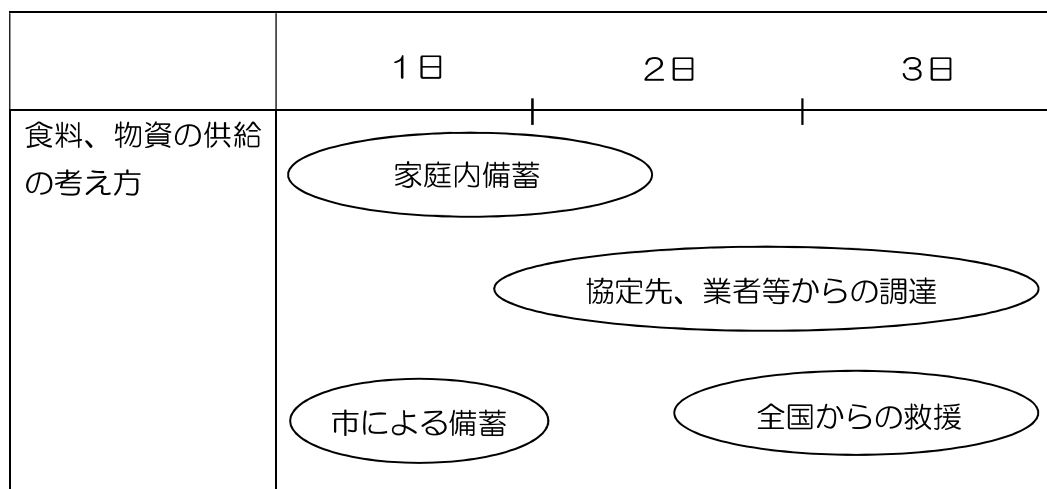 １日 ２日 ３日
食料、物資の供給
の考え方
家庭内備蓄
協定先、業者等からの調達
市による備蓄 全国からの救援